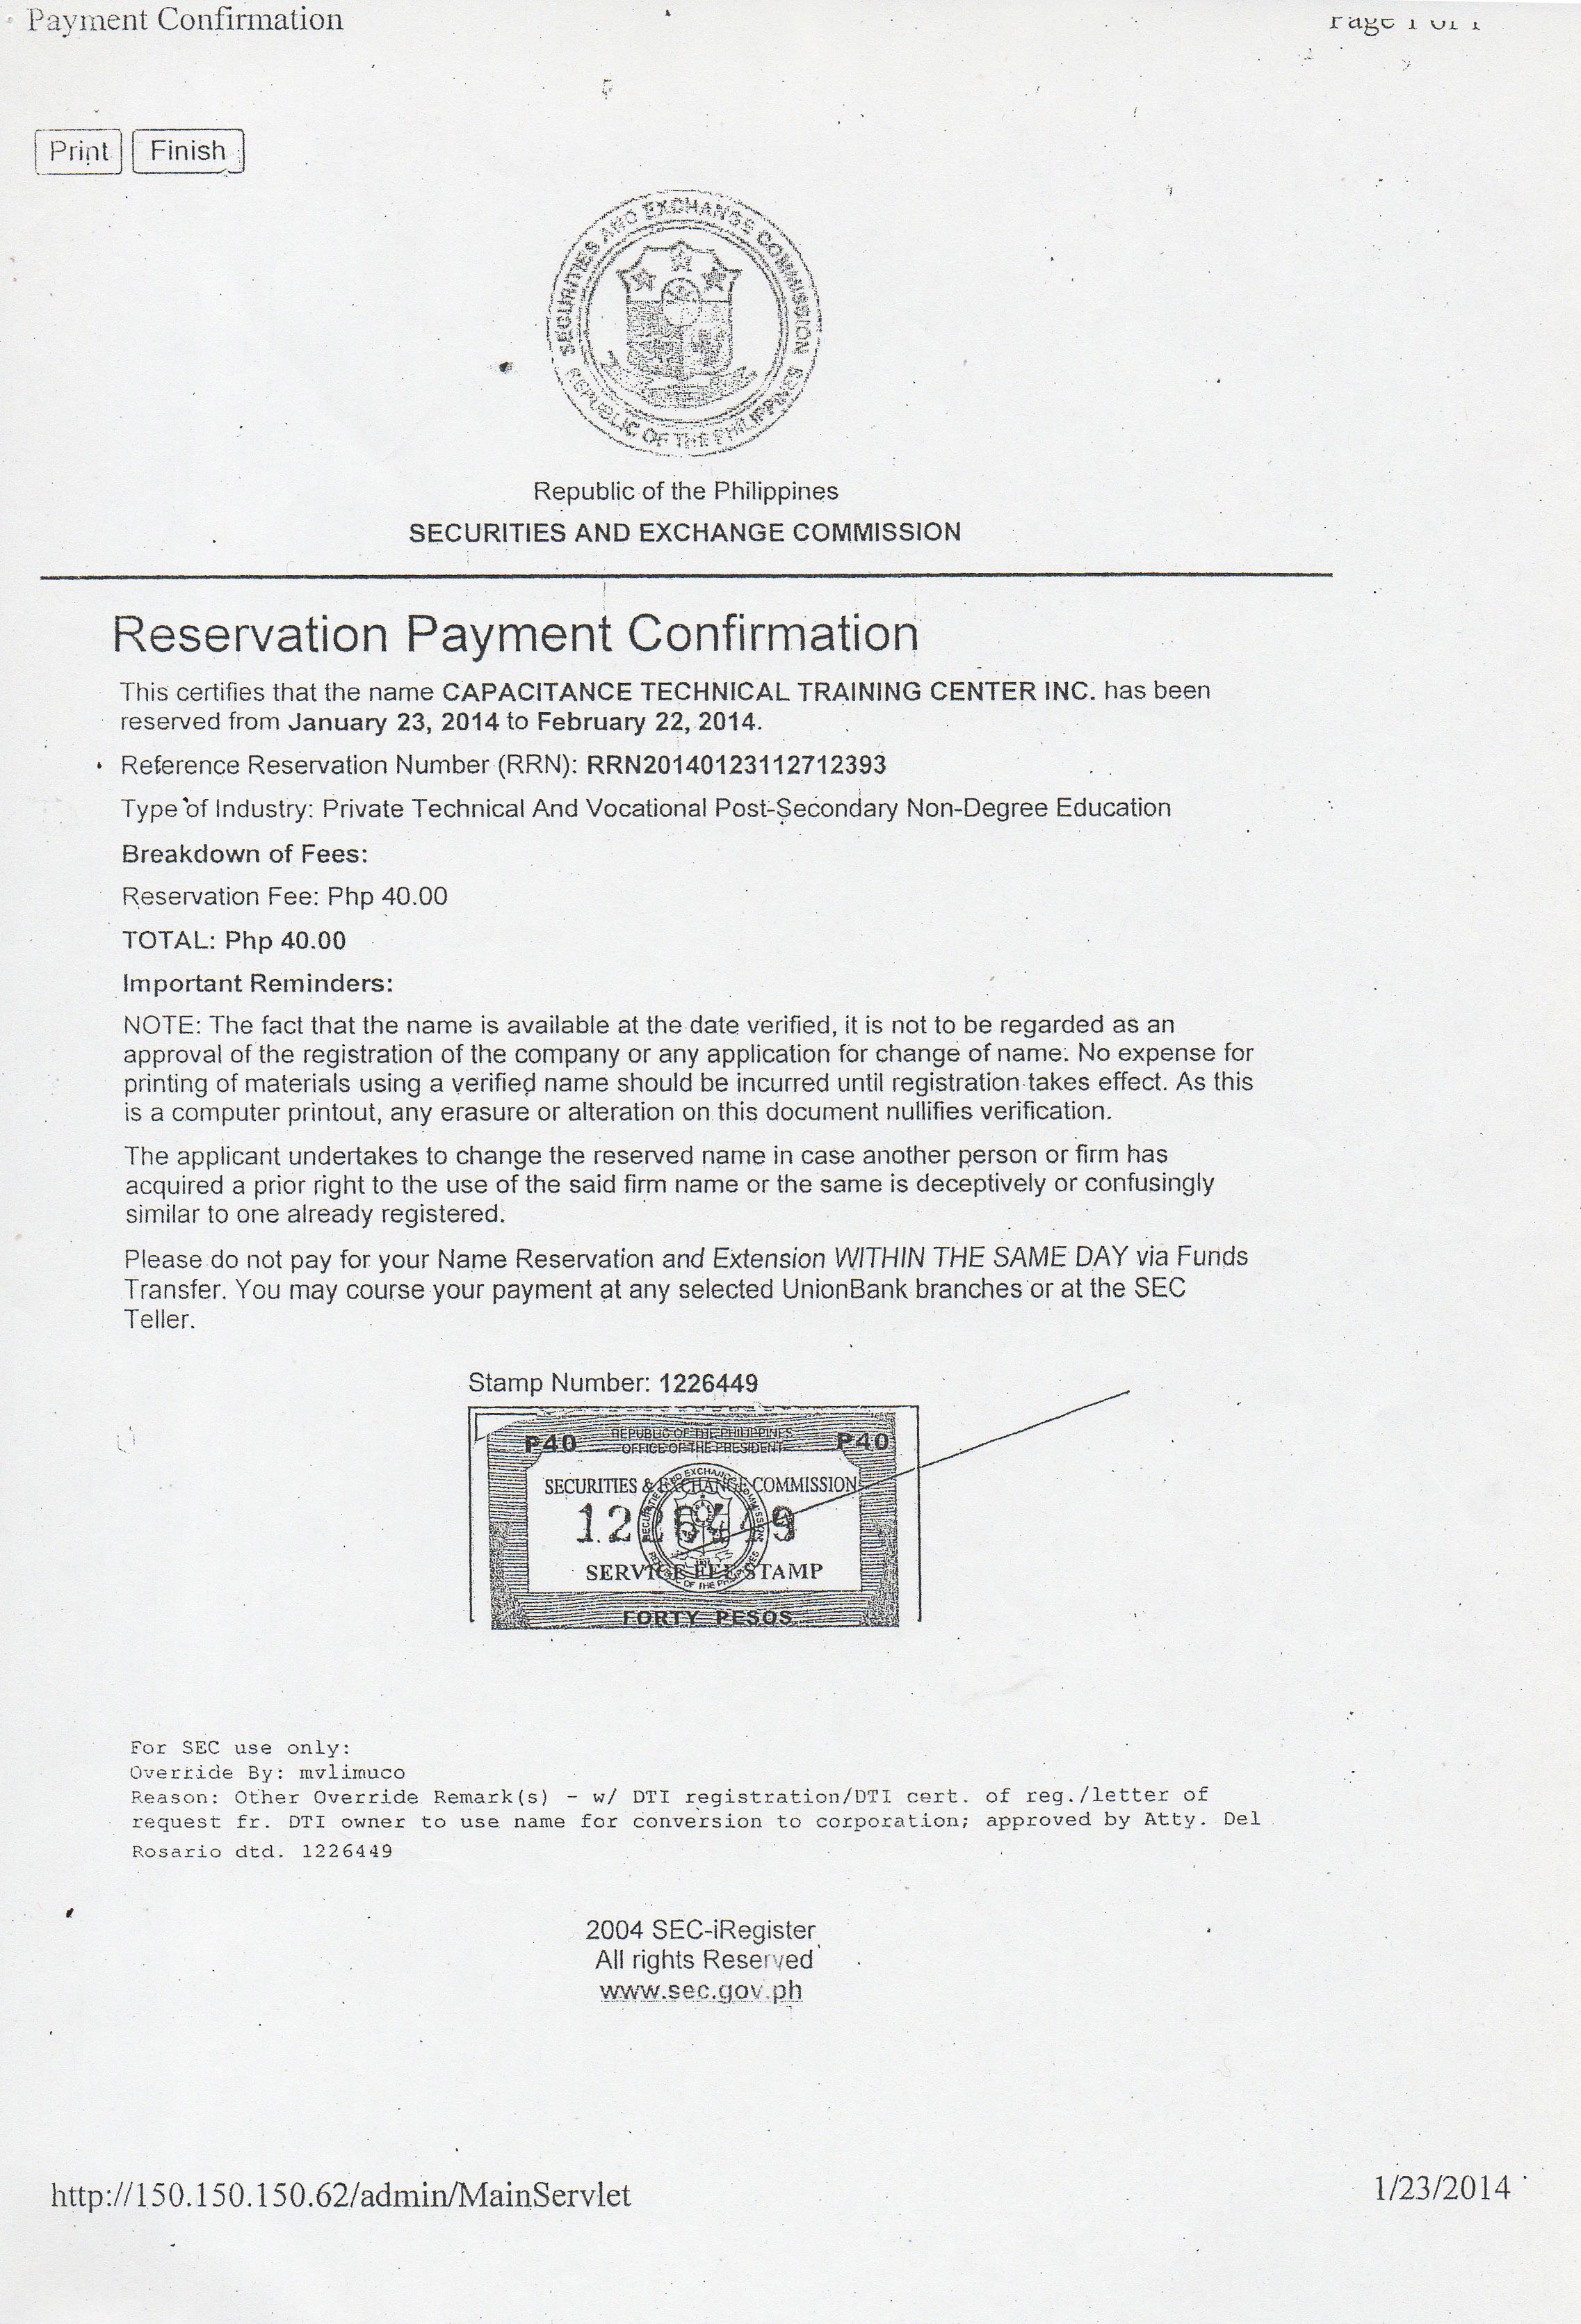 Payment Confirmation
Page 1 of 1
Print Finish
SECURITIES AND EXCHANGE COMMISSION
REPUBLIC OF THE PHILIPPINES
Republic of the Philippines
SECURITIES AND EXCHANGE COMMISSION
Reservation Payment Confirmation
This certifies that the name CAPACITANCE TECHNICAL TRAINING CENTER INC. has been
reserved from January 23, 2014 to February 22, 2014.
Reference Reservation Number (RRN): RRN20140123112712393
Type of Industry: Private Technical And Vocational Post-Secondary Non-Degree Education
Breakdown of Fees:
Reservation Fee: Php 40.00
TOTAL: Php 40.00
Important Reminders:
NOTE: The fact that the name is available at the date verified, it is not to be regarded as an
approval of the registration of the company or any application for change of name. No expense for
printing of materials using a verified name should be incurred until registration takes effect. As this
is a computer printout, any erasure or alteration on this document nullifies verification.
The applicant undertakes to change the reserved name in case another person or firm has
acquired a prior right to the use of the said firm name or the same is deceptively or confusingly
similar to one already registered.
Please do not pay for your Name Reservation and Extension WITHIN THE SAME DAY via Funds
Transfer. You may course your payment at any selected UnionBank branches or at the SEC
Teller.
Stamp Number: 1226449
P40 REPUBLIC OF THE PHILIPPINES P40
OFFICE OF THE PRESIDENT
SECURITIES & EXCHANGE COMMISSION
1226449
SERVICE FEE STAMP
FORTY PESOS
For SEC use only:
Override By: mvlimuco
Reason: Other Override Remark(s) - w/ DTI registration/DTI cert. of reg./letter of
request fr. DTI owner to use name for conversion to corporation; approved by Atty. Del
Rosario dtd. 1226449
2004 SEC-iRegister
All rights Reserved
www.sec.gov.ph
http://150.150.150.62/admin/MainServlet
1/23/2014